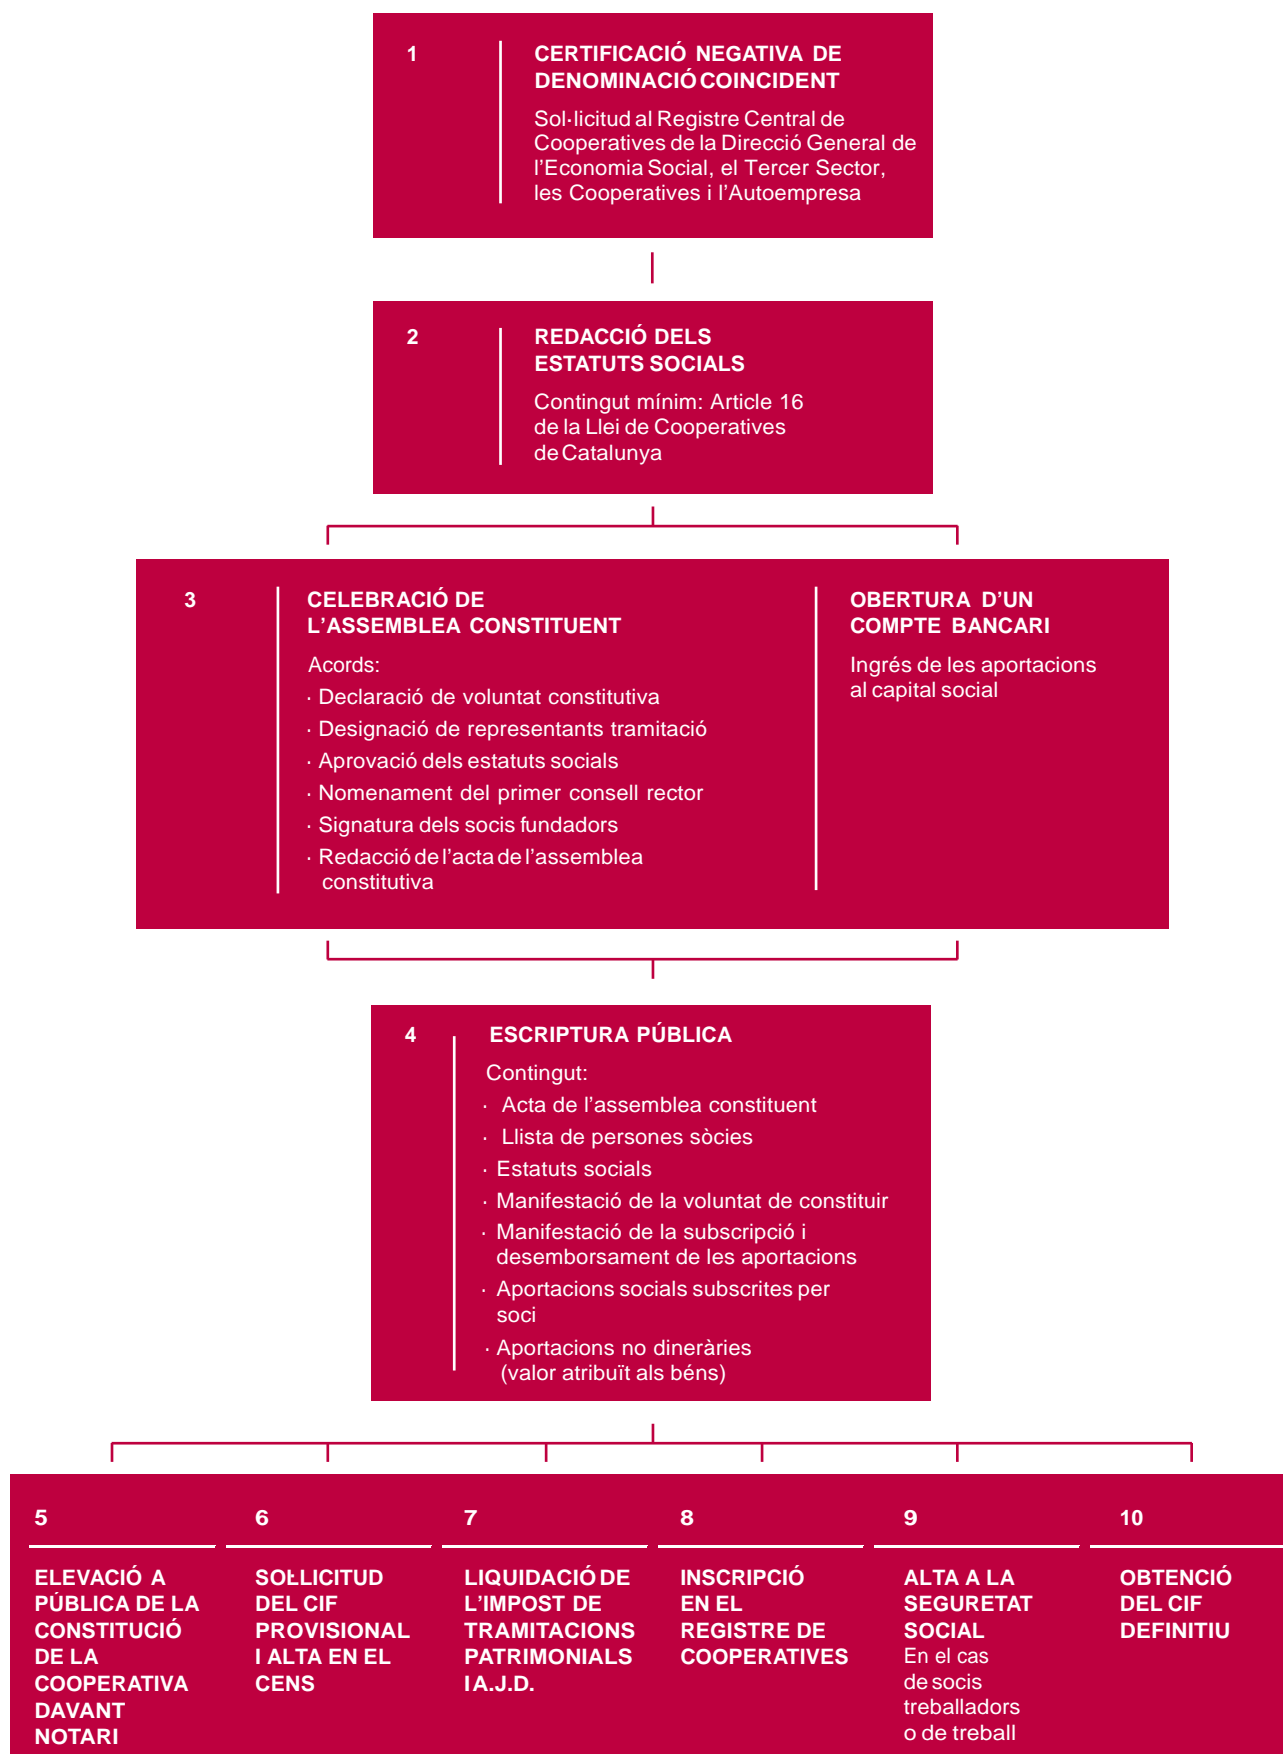 1
CERTIFICACIÓ NEGATIVA DE
DENOMINACIÓ COINCIDENT
Sol·licitud al Registre Central de
Cooperatives de la Direcció General de
l’Economia Social, el Tercer Sector,
les Cooperatives i l’Autoempresa
2
REDACCIÓ DELS
ESTATUTS SOCIALS
Contingut mínim: Article 16
de la Llei de Cooperatives
de Catalunya
3
CELEBRACIÓ DE
L’ASSEMBLEA CONSTITUENT
Acords:
· Declaració de voluntat constitutiva
· Designació de representants tramitació
· Aprovació dels estatuts socials
· Nomenament del primer consell rector
· Signatura dels socis fundadors
· Redacció de l’acta de l’assemblea
constitutiva
OBERTURA D’UN
COMPTE BANCARI
Ingrés de les aportacions
al capital social
4
ESCRIPTURA PÚBLICA
Contingut:
· Acta de l’assemblea constituent
· Llista de persones sòcies
· Estatuts socials
· Manifestació de la voluntat de constituir
· Manifestació de la subscripció i
desemborsament de les aportacions
· Aportacions socials subscrites per
soci
· Aportacions no dineràries
(valor atribuït als béns)
5
ELEVACIÓ A
PÚBLICA DE LA
CONSTITUCIÓ
DE LA
COOPERATIVA
DAVANT
NOTARI
6
SOĿLICITUD
DEL CIF
PROVISIONAL
I ALTA EN EL
CENS
7
LIQUIDACIÓ DE
L’IMPOST DE
TRAMITACIONS
PATRIMONIALS
I A.J.D.
8
INSCRIPCIÓ
EN EL
REGISTRE DE
COOPERATIVES
9
ALTA A LA
SEGURETAT
SOCIAL
En el cas
de socis
treballadors
o de treball
10
OBTENCIÓ
DEL CIF
DEFINITIU